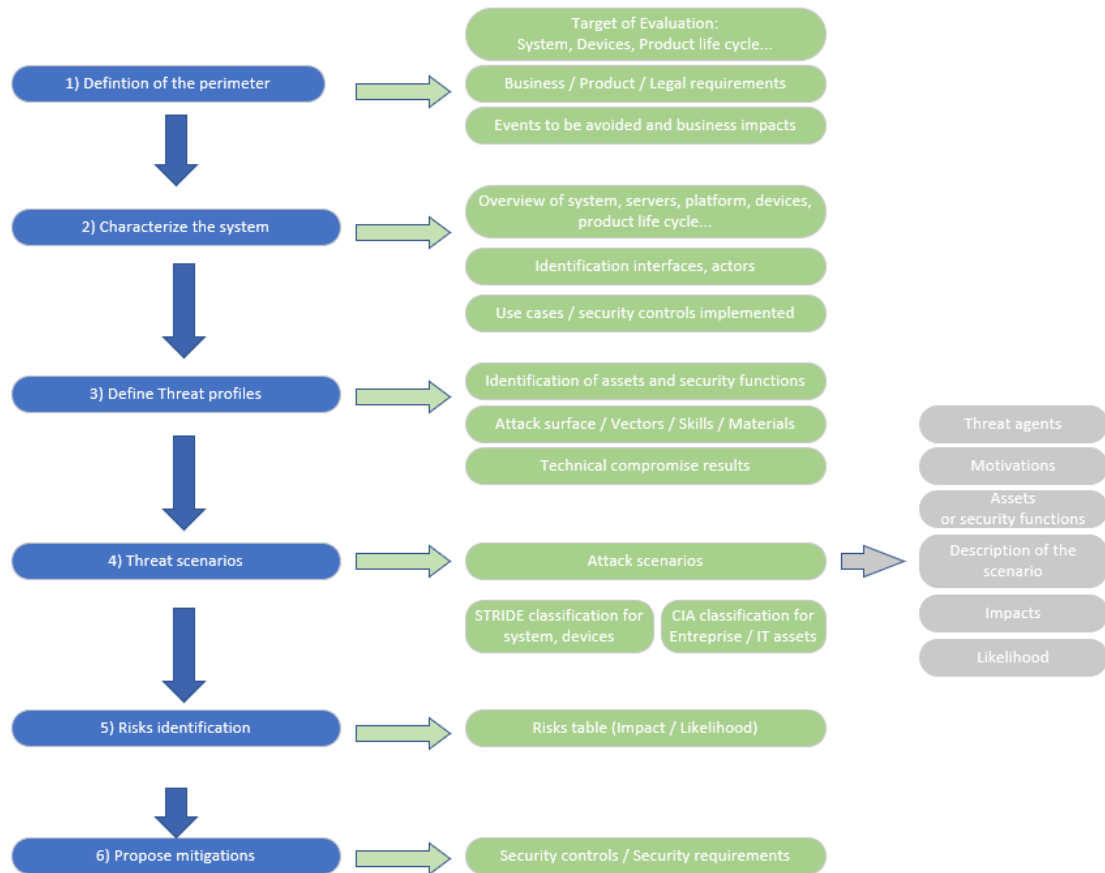 Target of Evaluation:
System, Devices, Product life cycle...
1) Defintion of the perimeter
Business / Product / Legal requirements
Events to be avoided and business impacts
Overview of system, servers, platform, devices,
product life cycle...
2) Characterize the system
Identification interfaces, actors
Use cases / security controls implemented
3) Define Threat profiles
Identification of assets and security functions
Attack surface / Vectors / Skills / Materials
Technical compromise results
Threat agents
Motivations
Assets
or security functions
4) Threat scenarios
Attack scenarios
Description of the
scenario
STRIDE classification for
system, devices
CIA classification for
Entreprise / IT assets
Impacts
Likelihood
5) Risks identification
Risks table (Impact / Likelihood)
6) Propose mitigations
Security controls / Security requirements